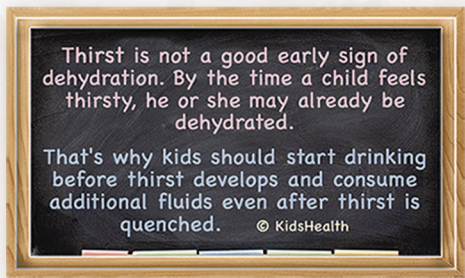 Thirst is not a good early sign of
dehydration. By the time a child feels
thirsty, he or she may already be
dehydrated.
That's why kids should start drinking
before thirst develops and consume
additional fluids even after thirst is
quenched. © KidsHealth